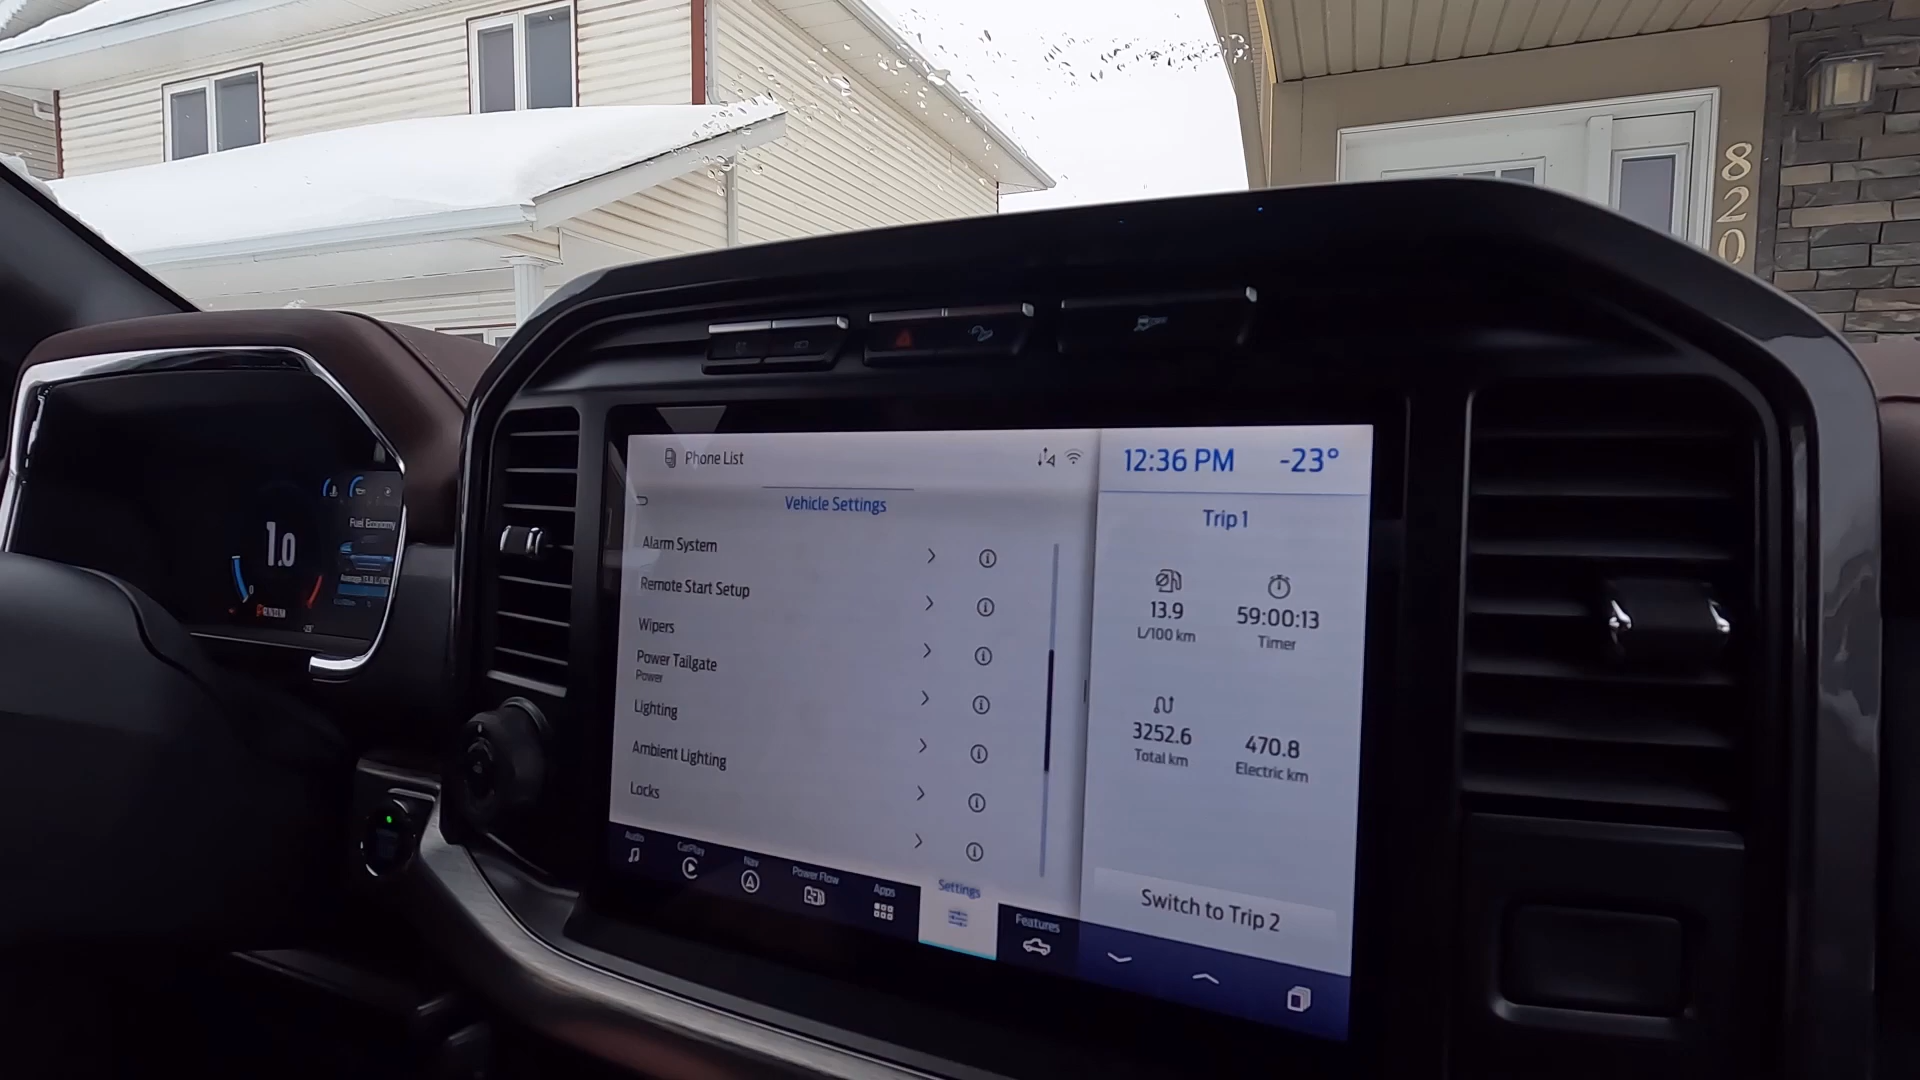 820
Phone List
12:36 PM -23°
Vehicle Settings
Trip 1
Alarm System
Remote Start Setup
Wipers
Power Tailgate
Power
Lighting
Ambient Lighting
Locks
13.9
L/100 km
59:00:13
Timer
3252.6
Total km
470.8
Electric km
Switch to Trip 2
Audio
CarPlay
Nav
Power Flow
Apps
Settings
Features
Fuel Economy
1.0
0